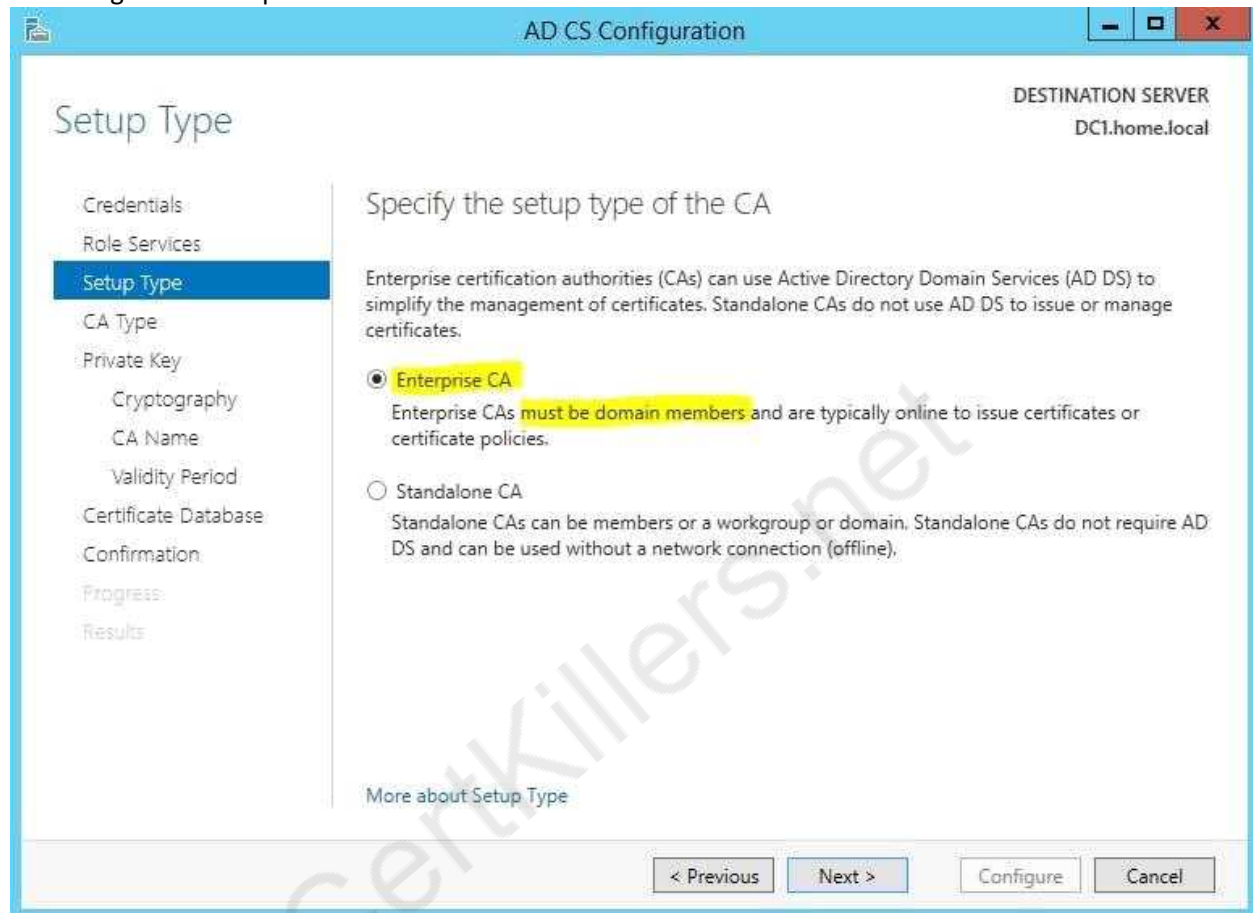 AD CS Configuration
Setup Type
DESTINATION SERVER
DC1.home.local
Credentials
Role Services
Setup Type
CA Type
Private Key
Cryptography
CA Name
Validity Period
Certificate Database
Confirmation
Progress
Results
Specify the setup type of the CA
Enterprise certification authorities (CAs) can use Active Directory Domain Services (AD DS) to
simplify the management of certificates. Standalone CAs do not use AD DS to issue or manage
certificates.
Enterprise CA
Enterprise CAs must be domain members and are typically online to issue certificates or
certificate policies.
Standalone CA
Standalone CAs can be members or a workgroup or domain. Standalone CAs do not require AD
DS and can be used without a network connection (offline).
More about Setup Type
< Previous Next > Configure Cancel
CertKillers.net